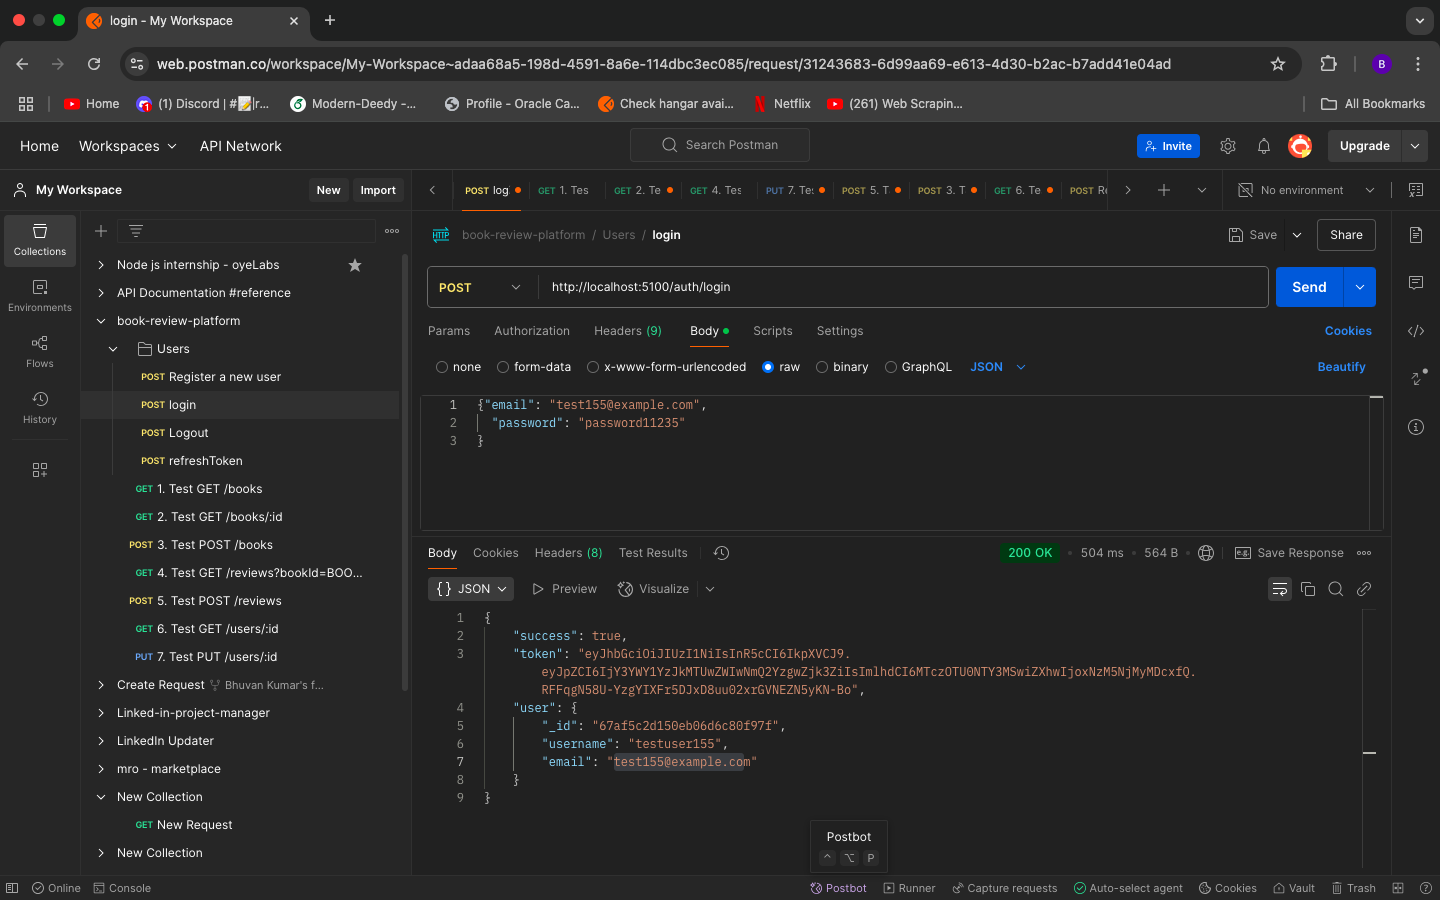 login - My Workspace
web.postman.co/workspace/My-Workspace~adaa68a5-198d-4591-8a6e-114dbc3ec085/request/31243683-6d99aa69-e613-4d30-b2ac-b7add41e04ad
B
Home
(1) Discord | #📝|r...
Modern-Deedy -...
Profile - Oracle Ca...
Check hangar avai...
Netflix
(261) Web Scrapin...
All Bookmarks
Home
Workspaces
API Network
Search Postman
Invite
Upgrade
My Workspace
New
Import
POST log
GET 1. Tes
GET 2. Te
GET 4. Tes
PUT 7. Tes
POST 5. T
POST 3. T
GET 6. Te
POST Re
No environment
Collections
Environments
Flows
History
Node js internship - oyeLabs
API Documentation #reference
book-review-platform
Users
POST Register a new user
POST login
POST Logout
POST refreshToken
GET 1. Test GET /books
GET 2. Test GET /books/:id
POST 3. Test POST /books
GET 4. Test GET /reviews?bookId=BOO...
POST 5. Test POST /reviews
GET 6. Test GET /users/:id
PUT 7. Test PUT /users/:id
Create Request Bhuvan Kumar's f...
Linked-in-project-manager
LinkedIn Updater
mro - marketplace
New Collection
GET New Request
New Collection
HTTP book-review-platform / Users / login
Save
Share
POST
http://localhost:5100/auth/login
Send
Params
Authorization
Headers (9)
Body
Scripts
Settings
Cookies
none
form-data
x-www-form-urlencoded
raw
binary
GraphQL
JSON
Beautify
1 {"email": "test155@example.com",
2 "password": "password11235"
3 }
Body
Cookies
Headers (8)
Test Results
200 OK
504 ms
564 B
e.g.
Save Response
{} JSON
Preview
Visualize
1 {
2 "success": true,
3 "token": "eyJhbGciOiJIUzI1NiIsInR5cCI6IkpXVCJ9.
eyJpZCI6IjY3YWY1YzJkMTUwZWIwNmQ2YzgwZjk3ZiIsImlhdCI6MTczOTU0NTY3MSwiZXhwIjoxNzM5NjMyMDcxfQ.
RFFqgN58U-YzgYIXFr5DJxD8uu02xrGVNEZN5yKN-Bo",
4 "user": {
5 "_id": "67af5c2d150eb06d6c80f97f",
6 "username": "testuser155",
7 "email": "test155@example.com"
8 }
9 }
Postbot
^ ⌥ P
Online
Console
Postbot
Runner
Capture requests
Auto-select agent
Cookies
Vault
Trash